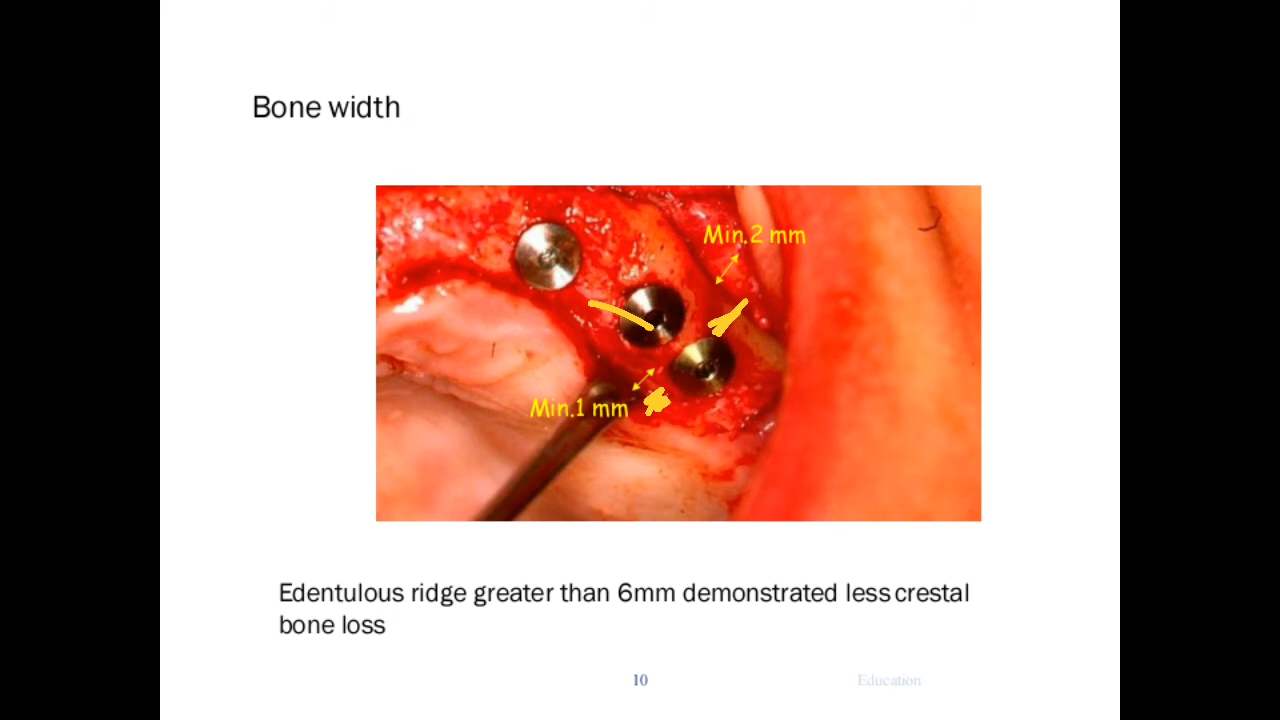 Bone width
Min.2 mm
Min.1 mm
Edentulous ridge greater than 6mm demonstrated less crestal
bone loss
10
Education